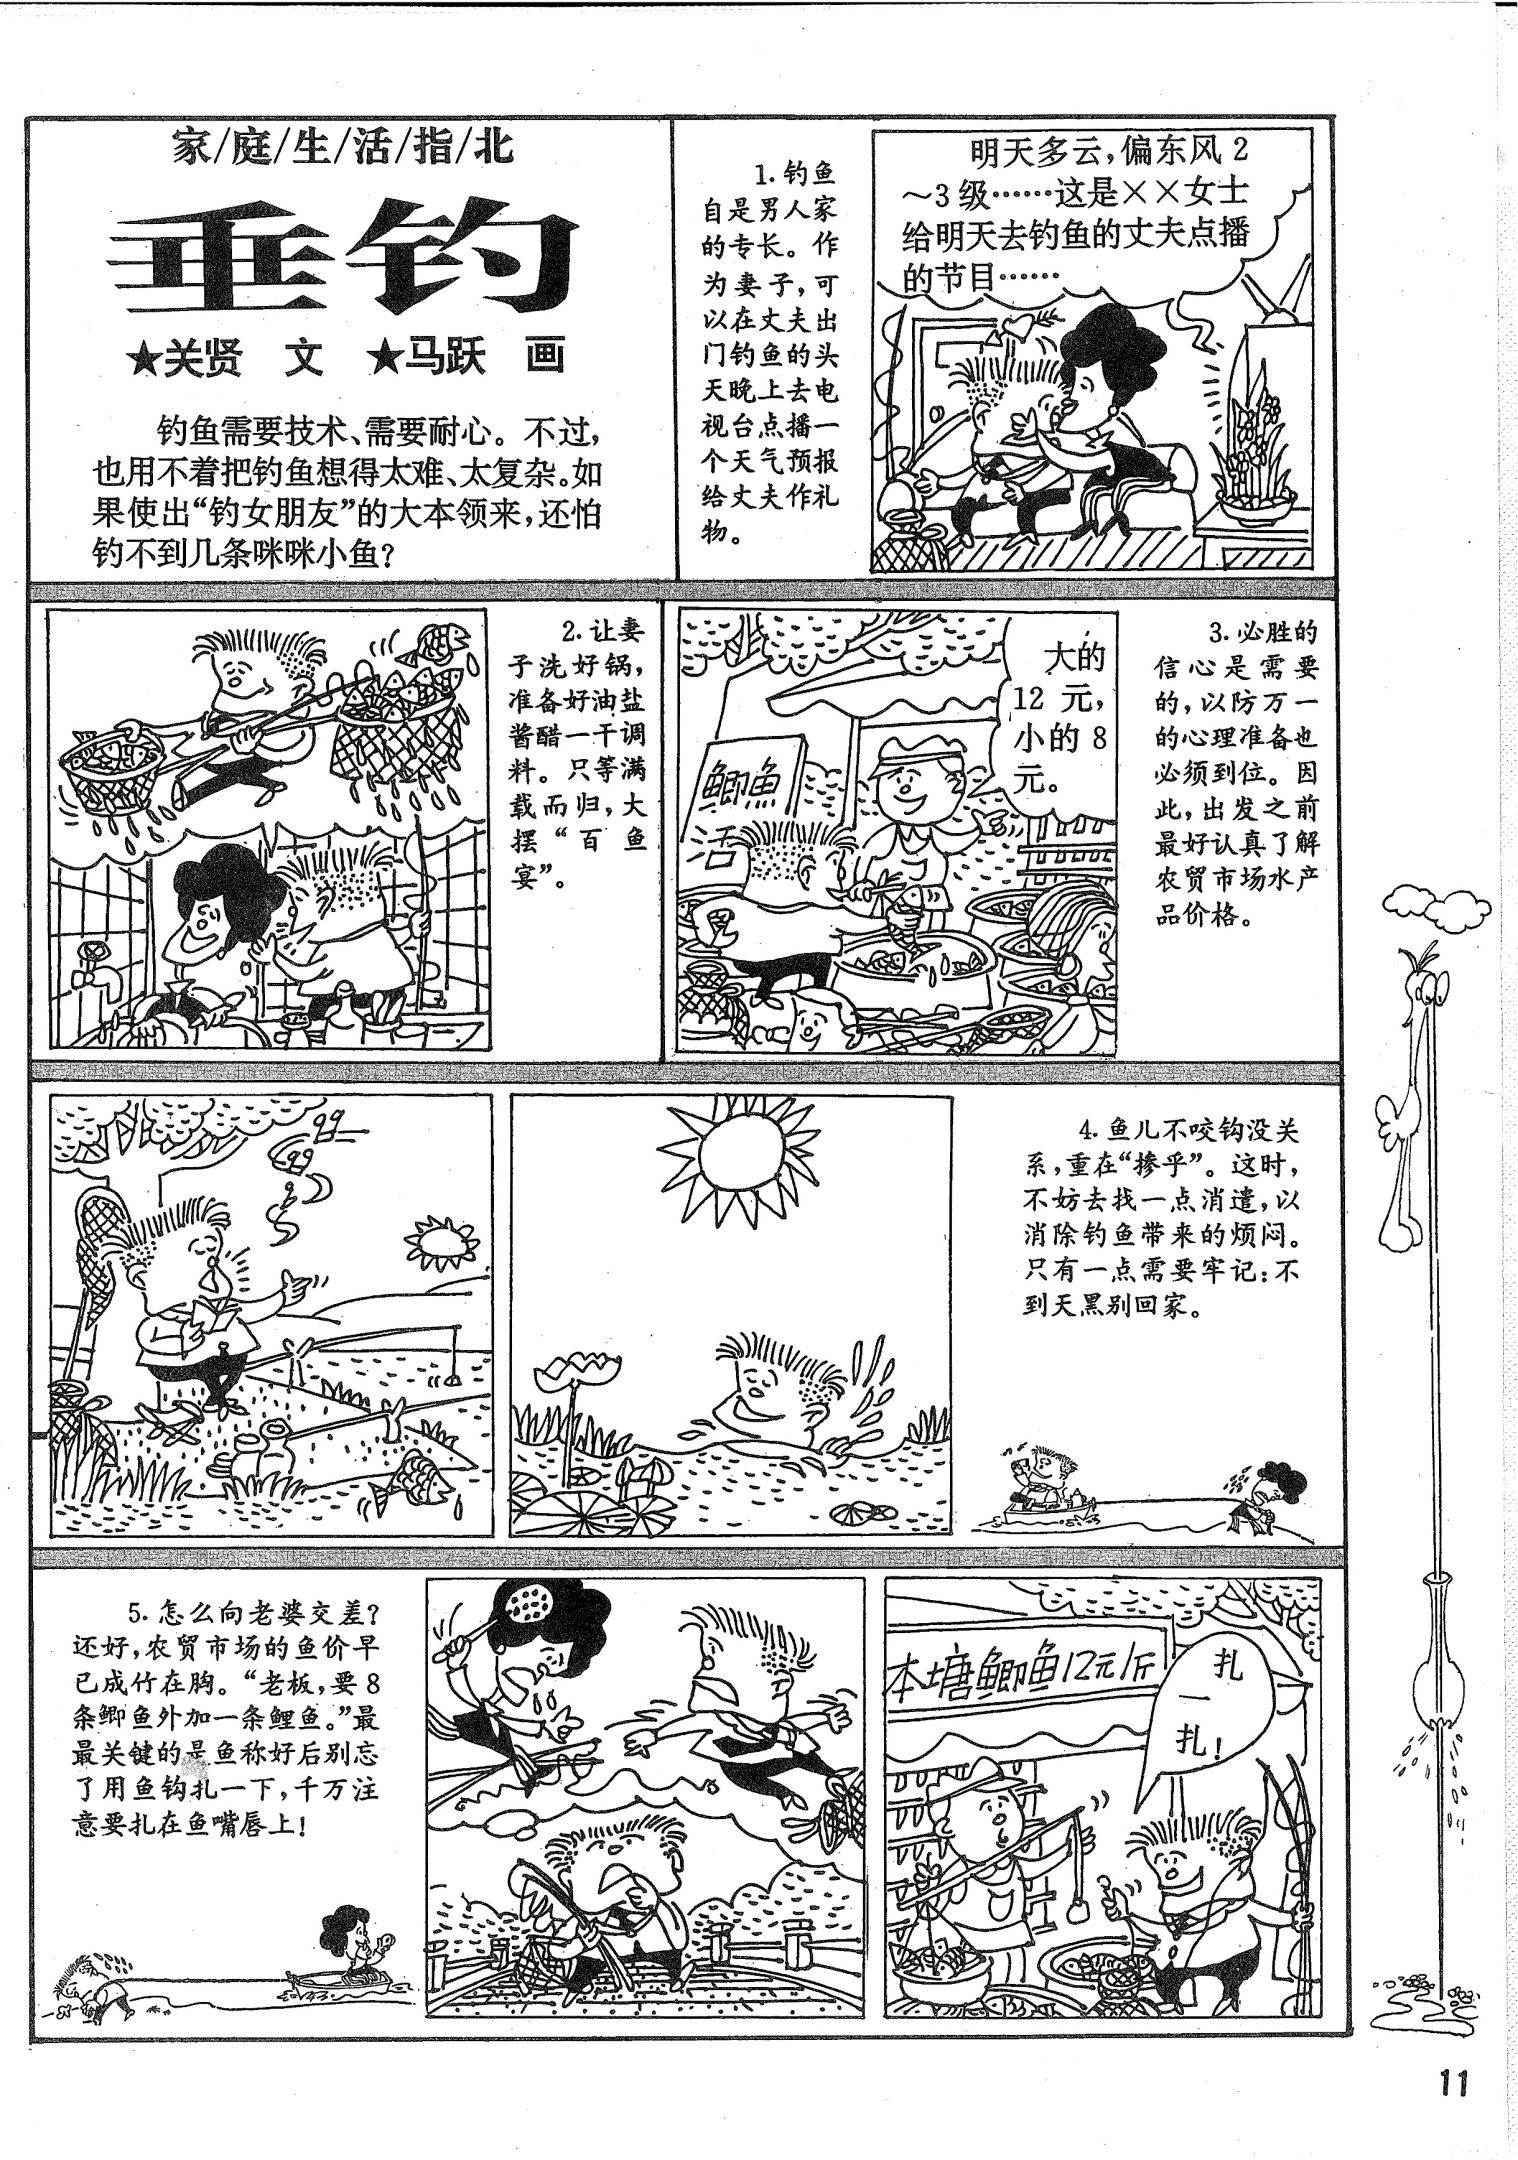 家/庭/生/活/指/北
垂钓
★关贤 文 ★马跃 画
钓鱼需要技术、需要耐心。不过，
也用不着把钓鱼想得太难、太复杂。如
果使出“钓女朋友”的大本领来，还怕
钓不到几条咪咪小鱼？
1. 钓鱼
自是男人家
的专长。作
为妻子，可
以在丈夫出
门钓鱼的头
天晚上去电
视台点播一
个天气预报
给丈夫作礼
物。
明天多云，偏东风2
～3级……这是××女士
给明天去钓鱼的丈夫点播
的节目……
2. 让妻
子洗好锅，
准备好油盐
酱醋一干调
料。只等满
载而归，大
摆“百鱼
宴”。
大的
12元，
小的8
元。
鲫鱼
活
3. 必胜的
信心是需要
的，以防万一
的心理准备也
必须到位。因
此，出发之前
最好认真了解
农贸市场水产
品价格。
4. 鱼儿不咬钩没关
系，重在“掺乎”。这时，
不妨去找一点消遣，以
消除钓鱼带来的烦闷。
只有一点需要牢记：不
到天黑别回家。
5. 怎么向老婆交差？
还好，农贸市场的鱼价早
已成竹在胸。“老板，要8
条鲫鱼外加一条鲤鱼。”最
最关键的是鱼称好后别忘
了用鱼钩扎一下，千万注
意要扎在鱼嘴唇上！
本塘鲫鱼12元1斤
扎
一
扎！
11